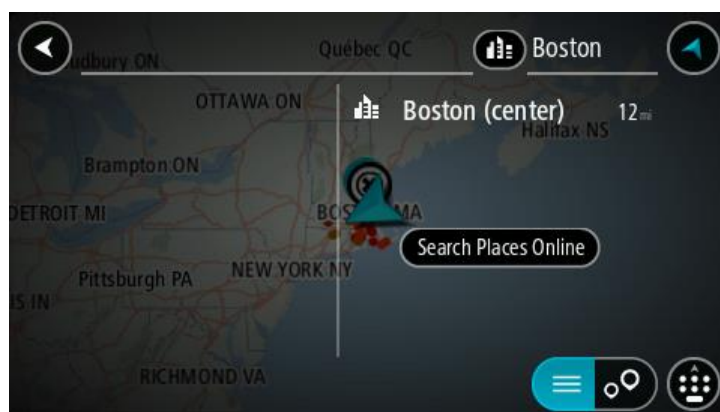 udbury ON
Québec QC
Boston
OTTAWA ON
Boston (center)
12 mi
Halifax NS
Brampton ON
DETROIT MI
BOSTON MA
Search Places Online
NEW YORK NY
Pittsburgh PA
IS IN
RICHMOND VA